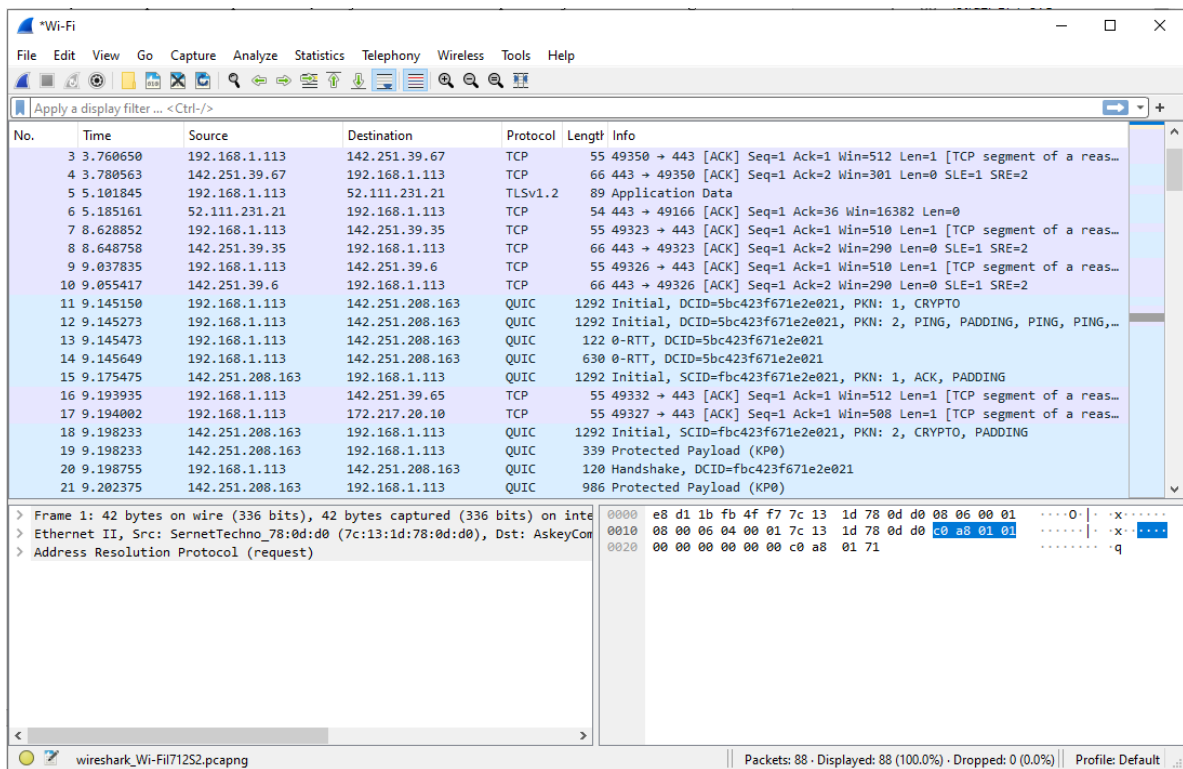 *Wi-Fi
File Edit View Go Capture Analyze Statistics Telephony Wireless Tools Help
Apply a display filter ... <Ctrl-/>
No. Time Source Destination Protocol Length Info
3 3.760650 192.168.1.113 142.251.39.67 TCP 55 49350 → 443 [ACK] Seq=1 Ack=1 Win=512 Len=1 [TCP segment of a reas…
4 3.780563 142.251.39.67 192.168.1.113 TCP 66 443 → 49350 [ACK] Seq=1 Ack=2 Win=301 Len=0 SLE=1 SRE=2
5 5.101845 192.168.1.113 52.111.231.21 TLSv1.2 89 Application Data
6 5.185161 52.111.231.21 192.168.1.113 TCP 54 443 → 49166 [ACK] Seq=1 Ack=36 Win=16382 Len=0
7 8.628852 192.168.1.113 142.251.39.35 TCP 55 49323 → 443 [ACK] Seq=1 Ack=1 Win=510 Len=1 [TCP segment of a reas…
8 8.648758 142.251.39.35 192.168.1.113 TCP 66 443 → 49323 [ACK] Seq=1 Ack=2 Win=290 Len=0 SLE=1 SRE=2
9 9.037835 192.168.1.113 142.251.39.6 TCP 55 49326 → 443 [ACK] Seq=1 Ack=1 Win=510 Len=1 [TCP segment of a reas…
10 9.055417 142.251.39.6 192.168.1.113 TCP 66 443 → 49326 [ACK] Seq=1 Ack=2 Win=290 Len=0 SLE=1 SRE=2
11 9.145150 192.168.1.113 142.251.208.163 QUIC 1292 Initial, DCID=5bc423f671e2e021, PKN: 1, CRYPTO
12 9.145273 192.168.1.113 142.251.208.163 QUIC 1292 Initial, DCID=5bc423f671e2e021, PKN: 2, PING, PADDING, PING, PING,…
13 9.145473 192.168.1.113 142.251.208.163 QUIC 122 0-RTT, DCID=5bc423f671e2e021
14 9.145649 192.168.1.113 142.251.208.163 QUIC 630 0-RTT, DCID=5bc423f671e2e021
15 9.175475 142.251.208.163 192.168.1.113 QUIC 1292 Initial, SCID=fbc423f671e2e021, PKN: 1, ACK, PADDING
16 9.193935 192.168.1.113 142.251.39.65 TCP 55 49332 → 443 [ACK] Seq=1 Ack=1 Win=512 Len=1 [TCP segment of a reas…
17 9.194002 192.168.1.113 172.217.20.10 TCP 55 49327 → 443 [ACK] Seq=1 Ack=1 Win=508 Len=1 [TCP segment of a reas…
18 9.198233 142.251.208.163 192.168.1.113 QUIC 1292 Initial, SCID=fbc423f671e2e021, PKN: 2, CRYPTO, PADDING
19 9.198233 142.251.208.163 192.168.1.113 QUIC 339 Protected Payload (KP0)
20 9.198755 192.168.1.113 142.251.208.163 QUIC 120 Handshake, DCID=fbc423f671e2e021
21 9.202375 142.251.208.163 192.168.1.113 QUIC 986 Protected Payload (KP0)
Frame 1: 42 bytes on wire (336 bits), 42 bytes captured (336 bits) on inte
Ethernet II, Src: SernetTechno_78:0d:d0 (7c:13:1d:78:0d:d0), Dst: AskeyCom
Address Resolution Protocol (request)
0000 e8 d1 1b fb 4f f7 7c 13 1d 78 0d d0 08 06 00 01 ····O·|· ·x······
0010 08 00 06 04 00 01 7c 13 1d 78 0d d0 c0 a8 01 01 ······|· ·x······
0020 00 00 00 00 00 00 c0 a8 01 71 ········ ·q
wireshark_Wi-FiI712S2.pcapng
Packets: 88 · Displayed: 88 (100.0%) · Dropped: 0 (0.0%) Profile: Default